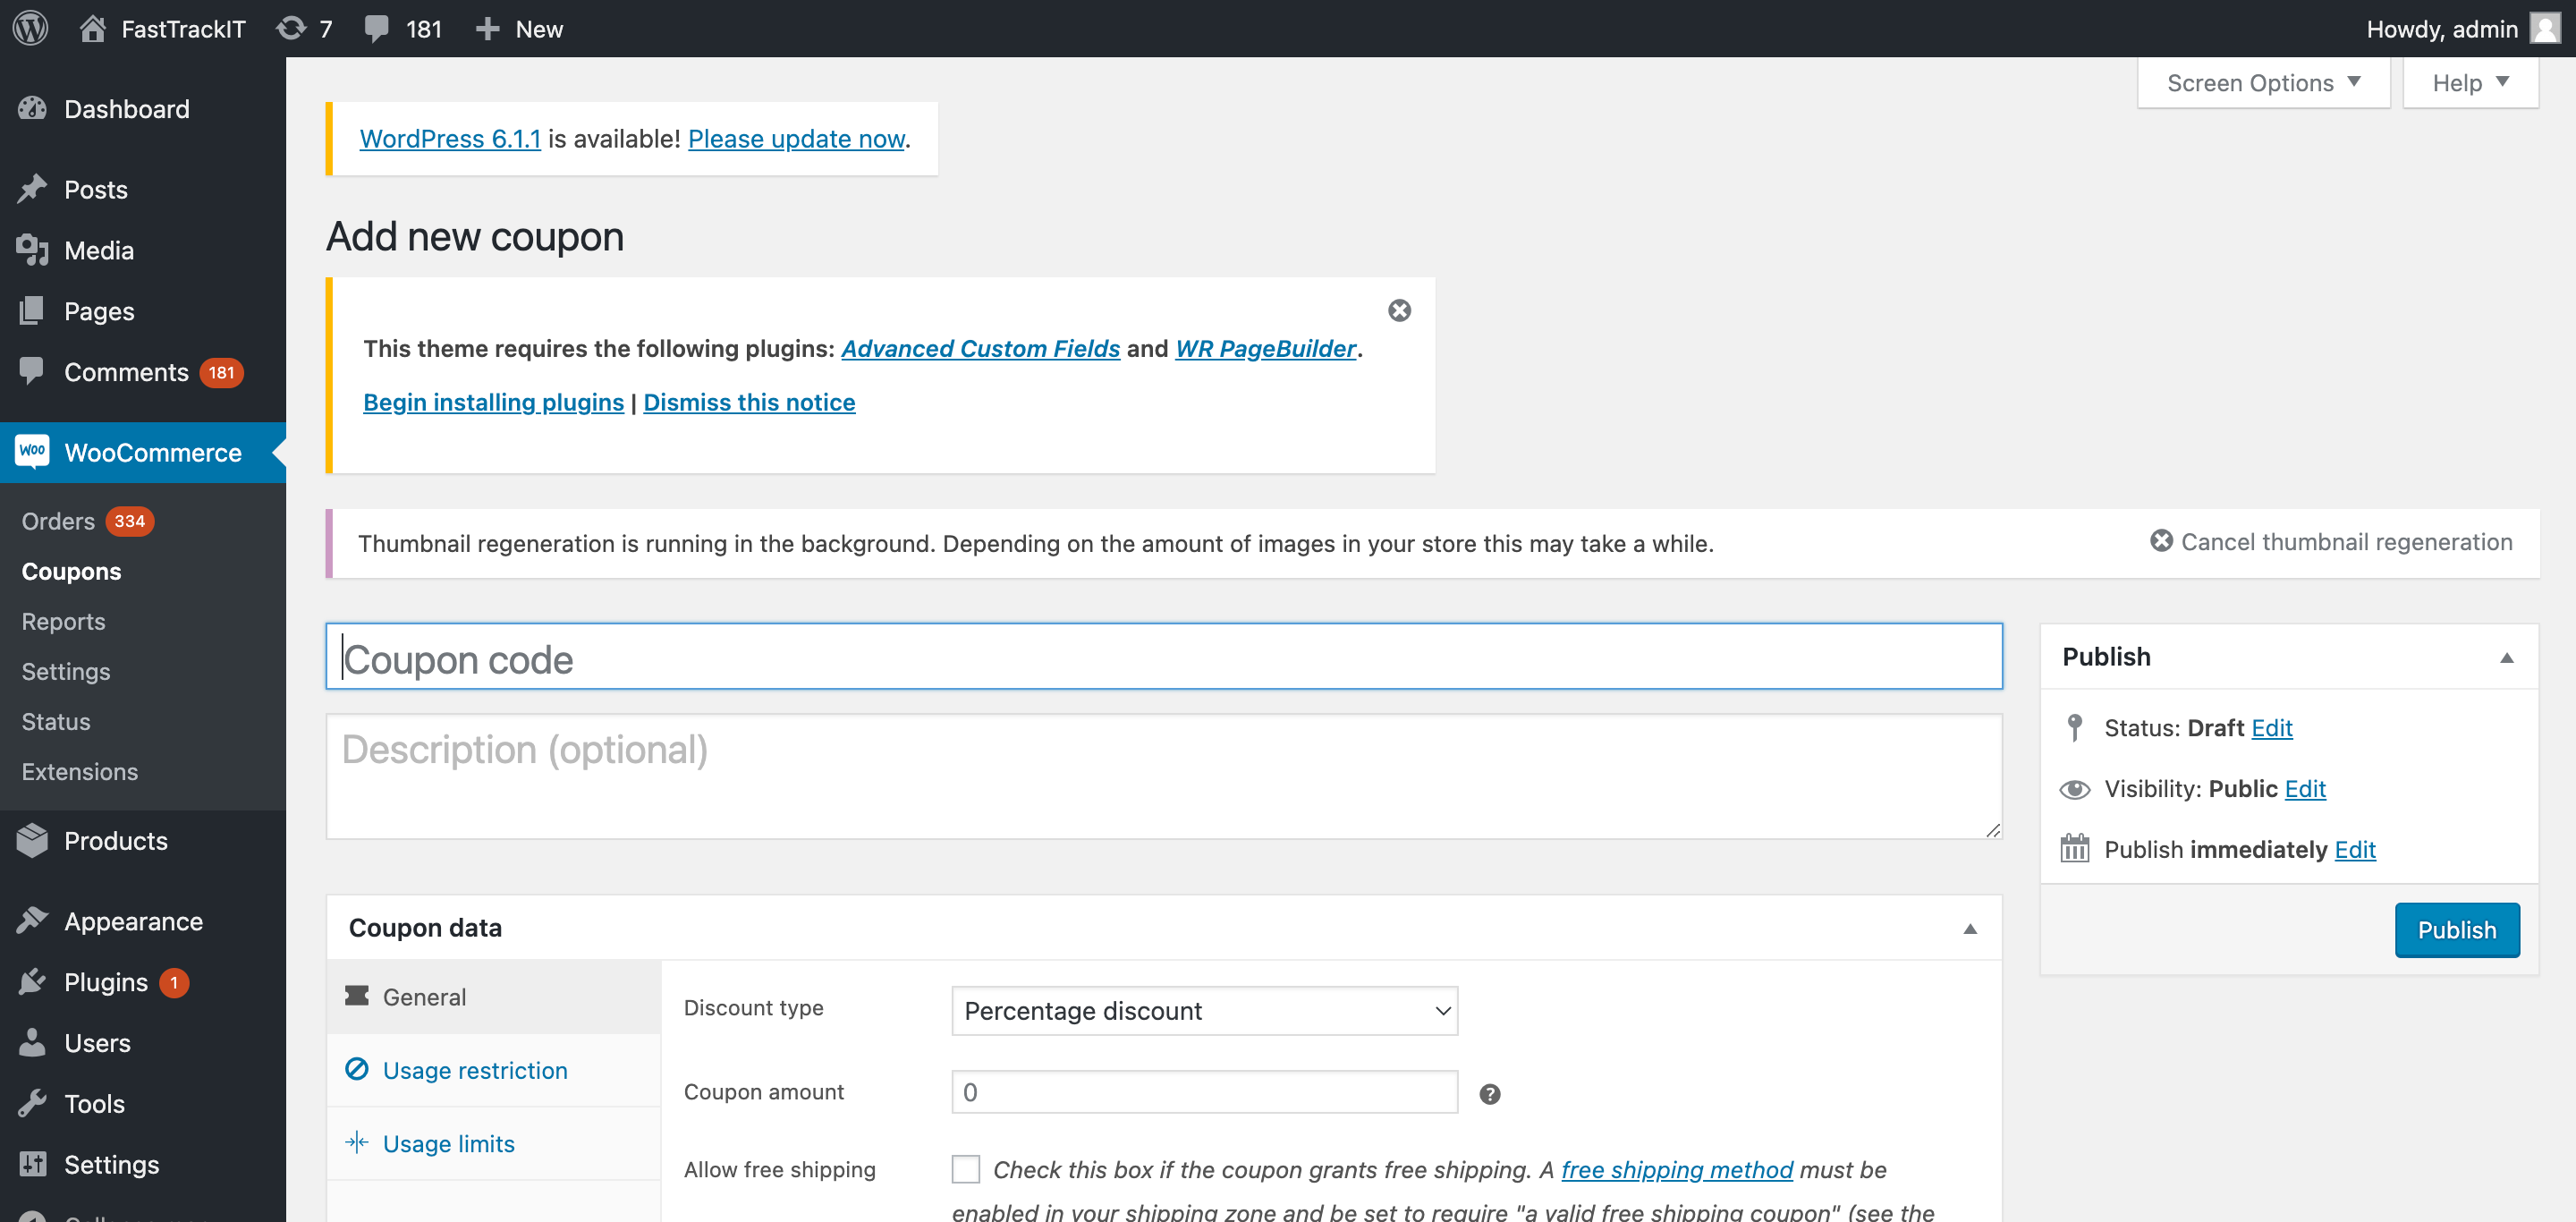 FastTrackIT 7 181 New Howdy, admin
Screen Options Help
Dashboard
Posts
Media
Pages
Comments 181
Woo WooCommerce
Orders 334
Coupons
Reports
Settings
Status
Extensions
Products
Appearance
Plugins 1
Users
Tools
Settings
WordPress 6.1.1 is available! Please update now.
Add new coupon
This theme requires the following plugins: Advanced Custom Fields and WR PageBuilder.
Begin installing plugins | Dismiss this notice
Thumbnail regeneration is running in the background. Depending on the amount of images in your store this may take a while.
Cancel thumbnail regeneration
Coupon code
Description (optional)
Coupon data
General
Usage restriction
Usage limits
Discount type Percentage discount
Coupon amount 0 ?
Allow free shipping Check this box if the coupon grants free shipping. A free shipping method must be
enabled in your shipping zone and be set to require "a valid free shipping coupon" (see the
Publish
Status: Draft Edit
Visibility: Public Edit
Publish immediately Edit
Publish